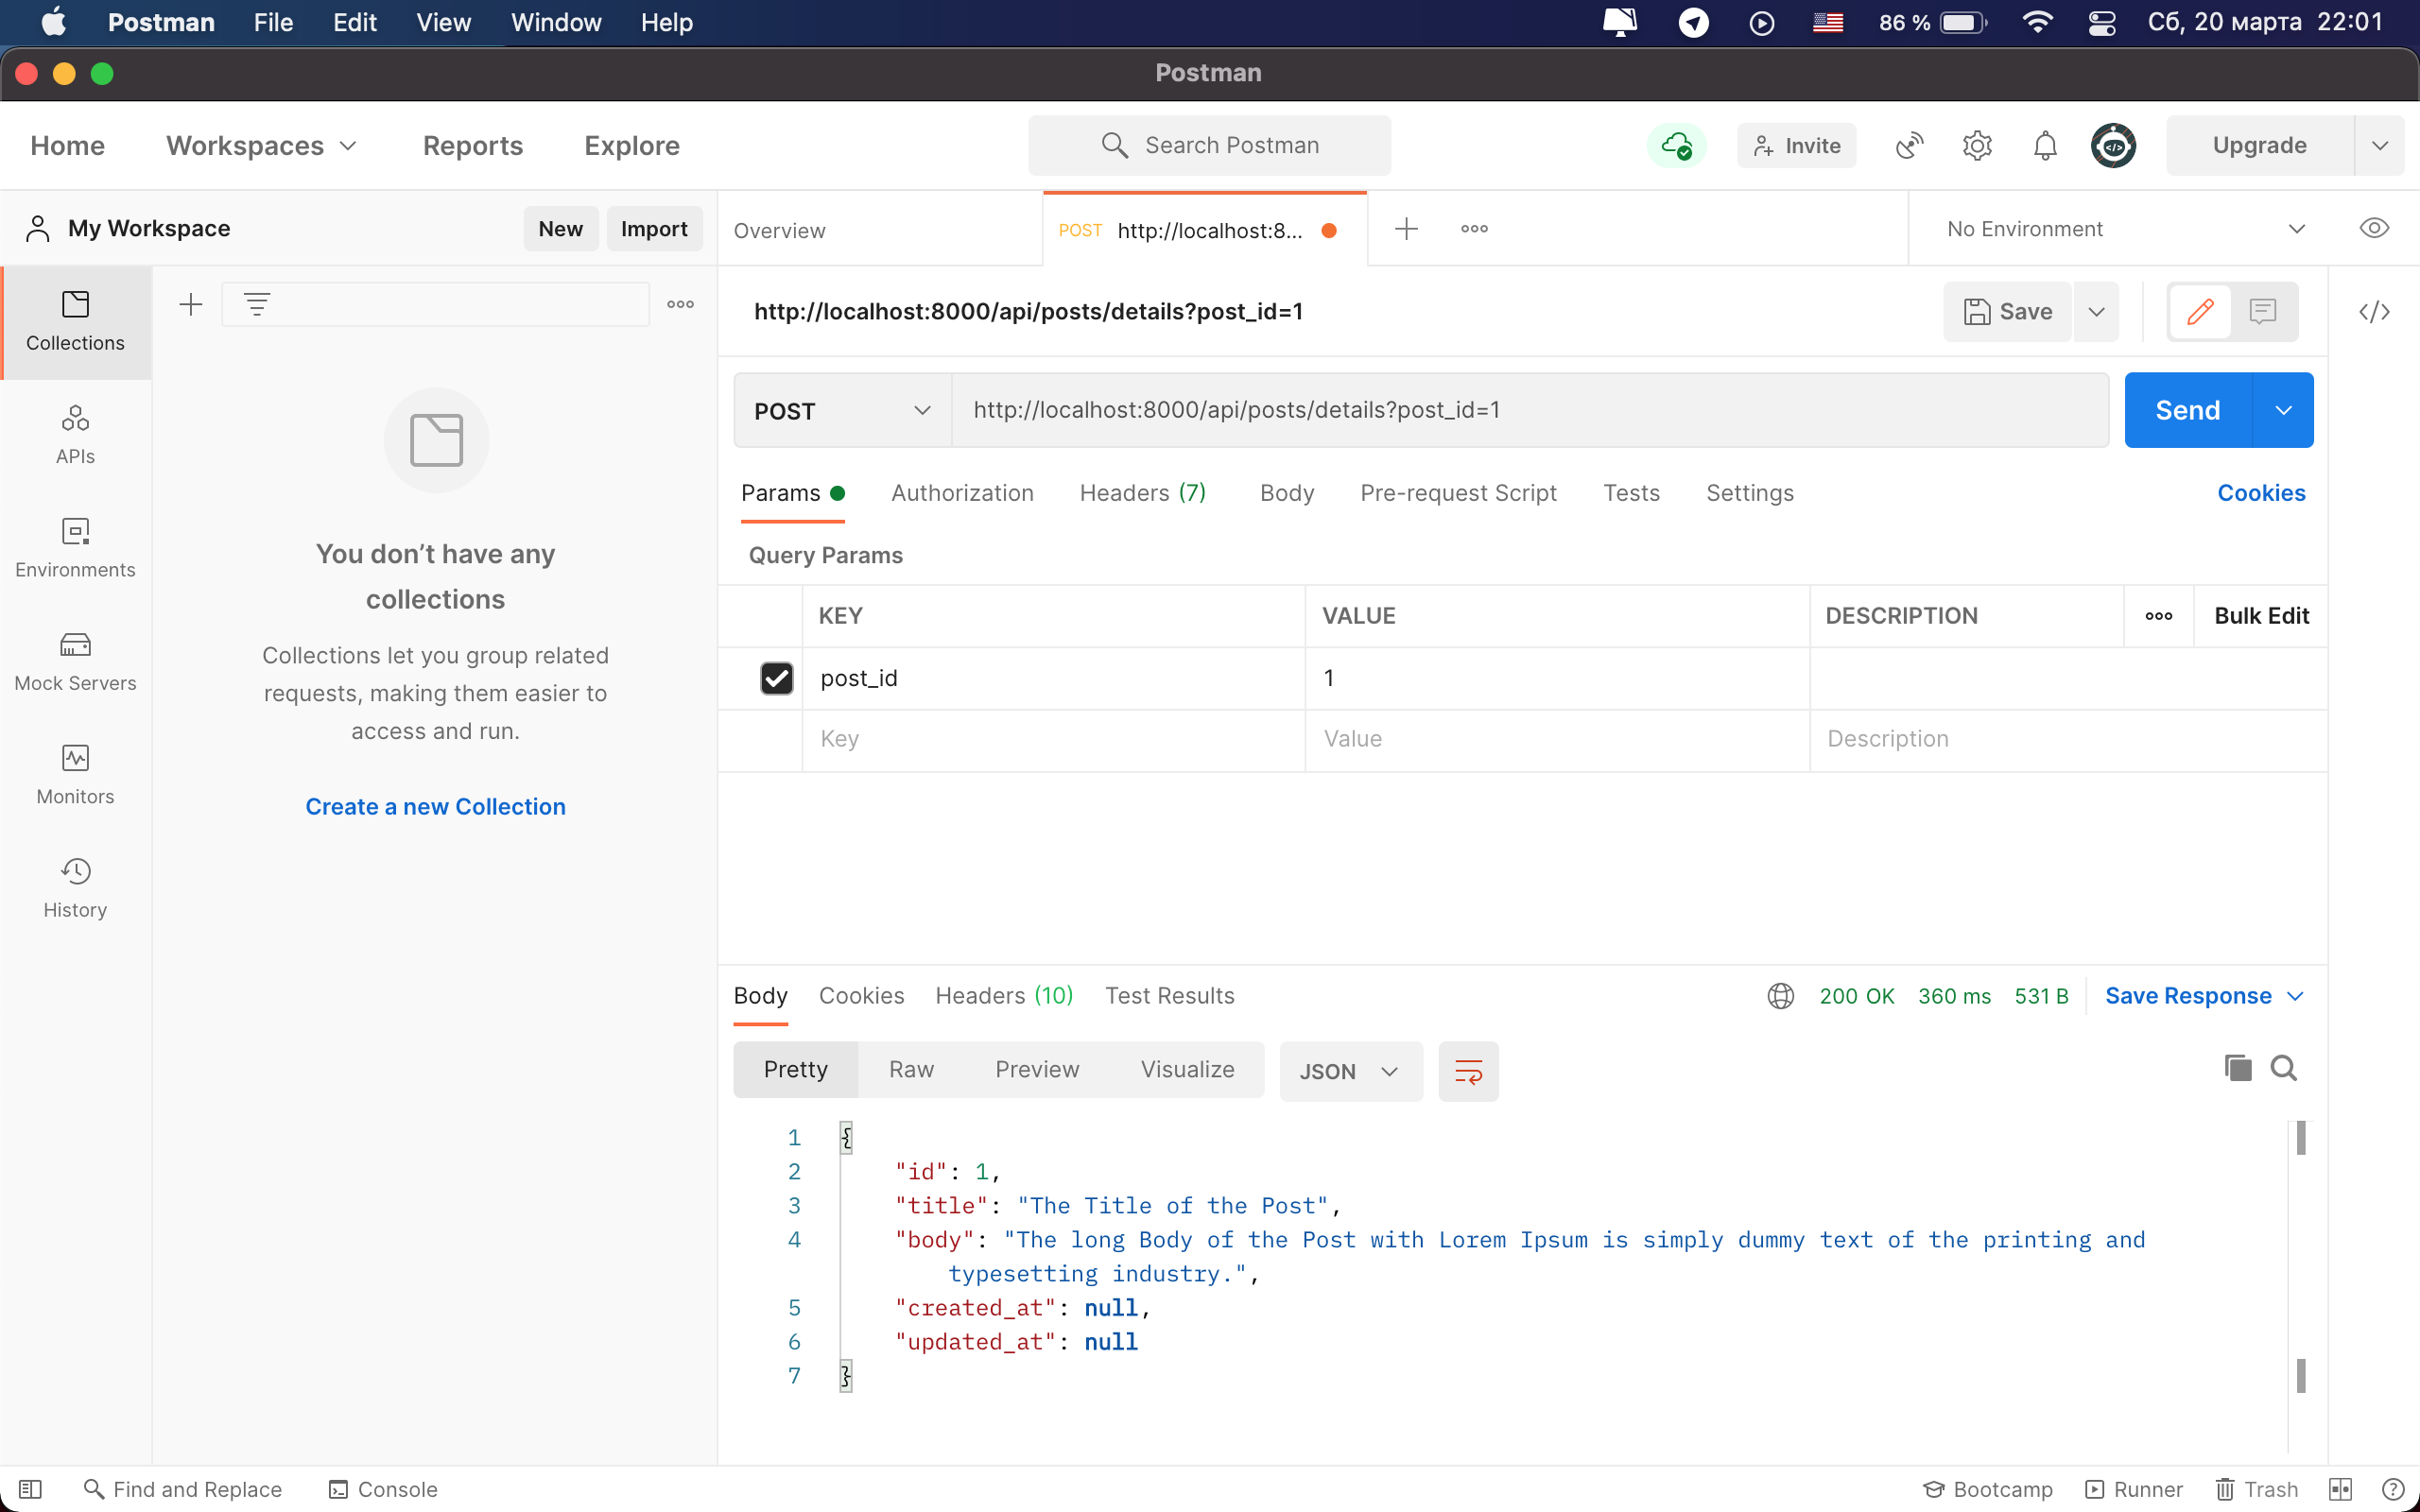 Postman File Edit View Window Help 86 % Сб, 20 марта 22:01
Postman
Home Workspaces Reports Explore Search Postman Invite Upgrade
My Workspace New Import Overview POST http://localhost:8... No Environment
Collections
http://localhost:8000/api/posts/details?post_id=1 Save
POST http://localhost:8000/api/posts/details?post_id=1 Send
APIs
Params Authorization Headers (7) Body Pre-request Script Tests Settings Cookies
You don’t have any
collections
Query Params
Environments
KEY VALUE DESCRIPTION Bulk Edit
Collections let you group related
requests, making them easier to
access and run.
post_id 1
Mock Servers
Key Value Description
Monitors
Create a new Collection
History
Body Cookies Headers (10) Test Results 200 OK 360 ms 531 B Save Response
Pretty Raw Preview Visualize JSON
1 {
2 "id": 1,
3 "title": "The Title of the Post",
4 "body": "The long Body of the Post with Lorem Ipsum is simply dummy text of the printing and
typesetting industry.",
5 "created_at": null,
6 "updated_at": null
7 }
Find and Replace Console Bootcamp Runner Trash